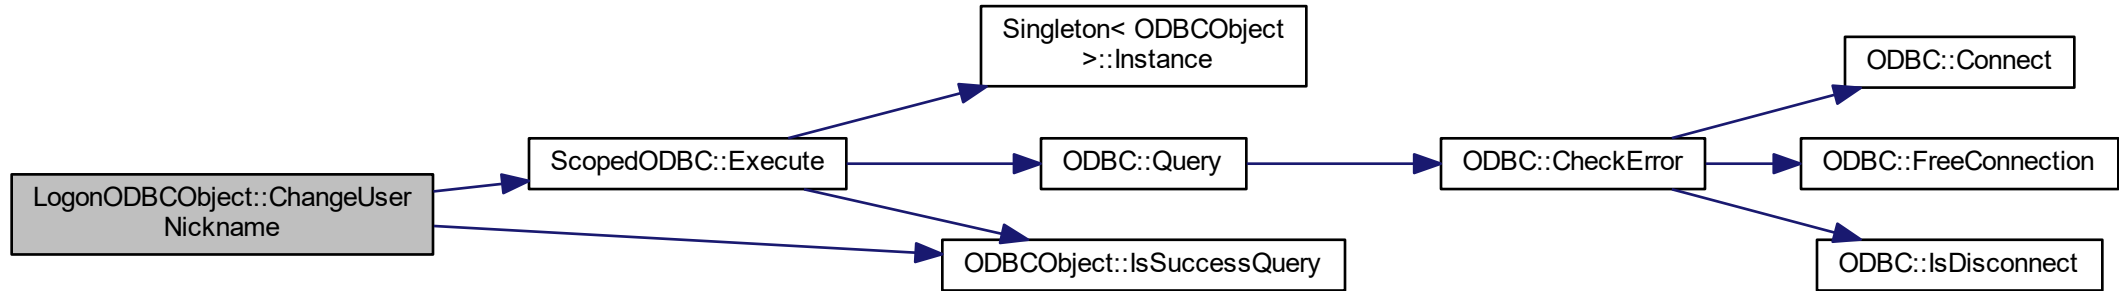 LogonODBCObject::ChangeUser
Nickname
ScopedODBC::Execute
Singleton< ODBCObject
>::Instance
ODBC::Query
ODBCObject::IsSuccessQuery
ODBC::CheckError
ODBC::Connect
ODBC::FreeConnection
ODBC::IsDisconnect